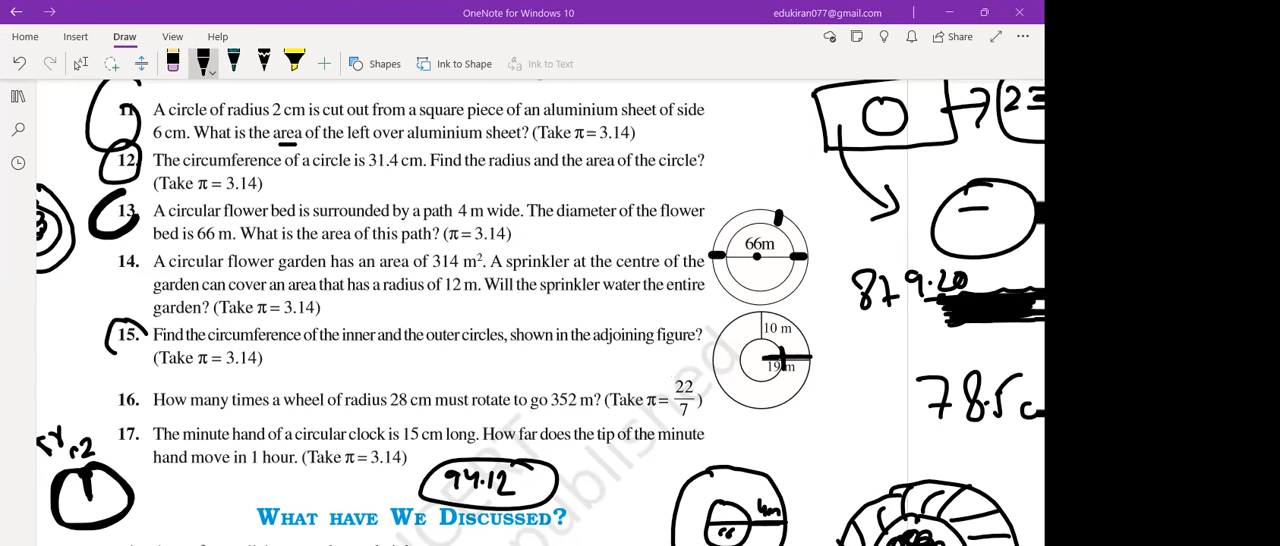 OneNote for Windows 10
edukiran077@gmail.com
Home Insert Draw View Help
Share
Shapes Ink to Shape Ink to Text
11. A circle of radius 2 cm is cut out from a square piece of an aluminium sheet of side
6 cm. What is the area of the left over aluminium sheet? (Take π = 3.14)
12. The circumference of a circle is 31.4 cm. Find the radius and the area of the circle?
(Take π = 3.14)
13. A circular flower bed is surrounded by a path 4 m wide. The diameter of the flower
bed is 66 m. What is the area of this path? (π = 3.14)
66m
14. A circular flower garden has an area of 314 m². A sprinkler at the centre of the
garden can cover an area that has a radius of 12 m. Will the sprinkler water the entire
garden? (Take π = 3.14)
879.20
15. Find the circumference of the inner and the outer circles, shown in the adjoining figure?
(Take π = 3.14)
10 m
19 m
78.5 c
16. How many times a wheel of radius 28 cm must rotate to go 352 m? (Take π = 22/7)
17. The minute hand of a circular clock is 15 cm long. How far does the tip of the minute
hand move in 1 hour. (Take π = 3.14)
94.12
4m
WHAT HAVE WE DISCUSSED?
NCERT
published